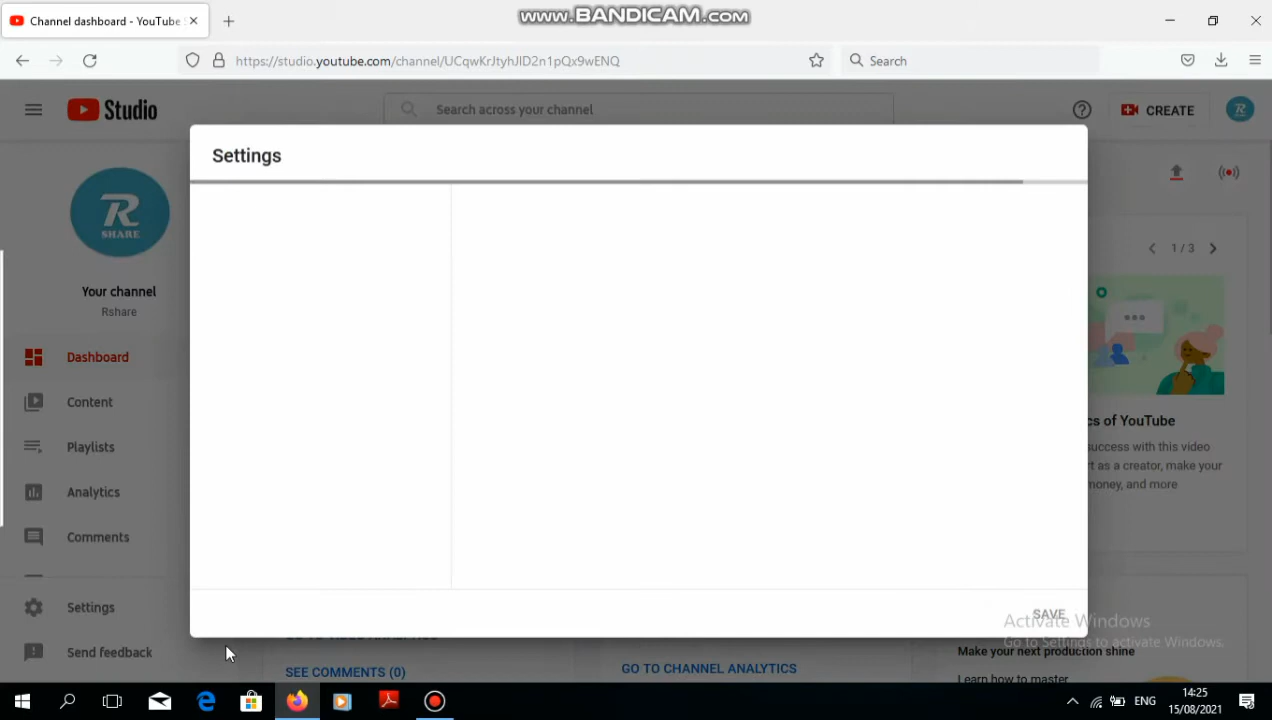 www.BANDICAM.com
Channel dashboard - YouTube S
https://studio.youtube.com/channel/UCqwKrJtyhJlD2n1pQx9wENQ
Search
Studio
Search across your channel
CREATE
R
Settings
R
SHARE
1 / 3
Your channel
Rshare
Dashboard
Content
cs of YouTube
Playlists
success with this video
rt as a creator, make your
money, and more
Analytics
Comments
Settings
SAVE
Activate Windows
Go to Settings to activate Windows.
Send feedback
SEE COMMENTS (0)
GO TO CHANNEL ANALYTICS
Make your next production shine
Learn how to master
ENG
14:25
15/08/2021